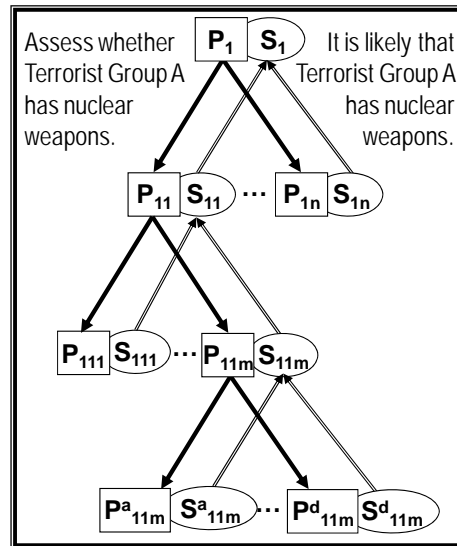 Assess whether
Terrorist Group A
has nuclear
weapons.
P1 S1
It is likely that
Terrorist Group A
has nuclear
weapons.
P11 S11 ... P1n S1n
P111 S111 ... P11m S11m
Pa11m Sa11m ... Pd11m Sd11m